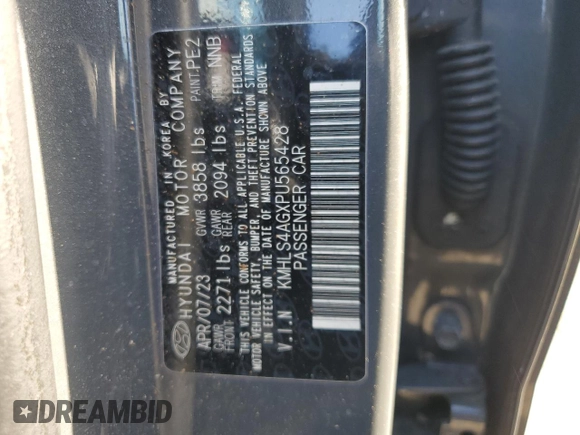 MANUFACTURED IN KOREA BY
HYUNDAI MOTOR COMPANY
APR/07/23 GVWR 3858 lbs PAINT:PE2
GAWR FRONT 2271 lbs GAWR REAR 2094 lbs TRIM NNB
THIS VEHICLE CONFORMS TO ALL APPLICABLE U.S.A. FEDERAL
MOTOR VEHICLE SAFETY, BUMPER, AND THEFT PREVENTION STANDARDS
IN EFFECT ON THE DATE OF MANUFACTURE SHOWN ABOVE.
V.I.N KMHLS4AGXPU565428
PASSENGER CAR
DREAMBID